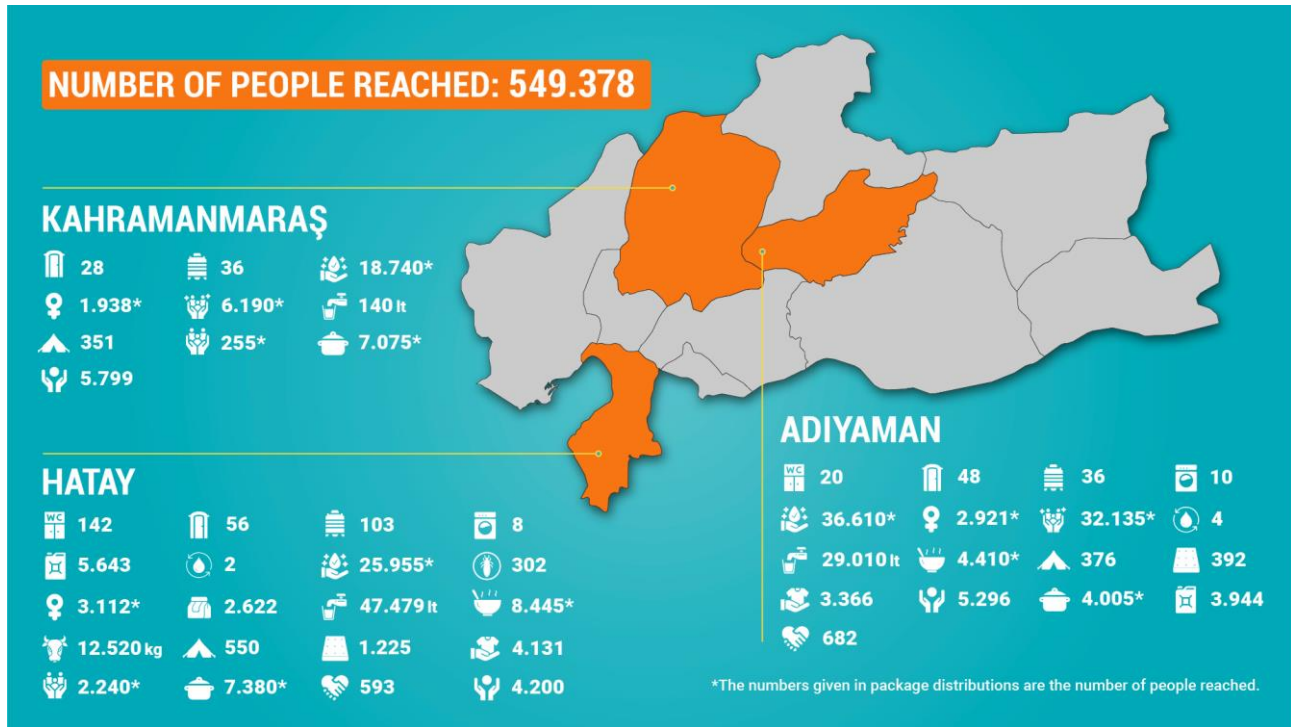 NUMBER OF PEOPLE REACHED: 549.378
KAHRAMANMARAŞ
28 36 18.740*
1.938* 6.190* 140 lt
351 255* 7.075*
5.799
HATAY
WC 142 56 103 8
5.643 2 25.955* 302
3.112* 2.622 47.479 lt 8.445*
12.520 kg 550 1.225 4.131
2.240* 7.380* 593 4.200
ADIYAMAN
WC 20 48 36 10
36.610* 2.921* 32.135* 4
29.010 lt 4.410* 376 392
3.366 5.296 4.005* 3.944
682
*The numbers given in package distributions are the number of people reached.